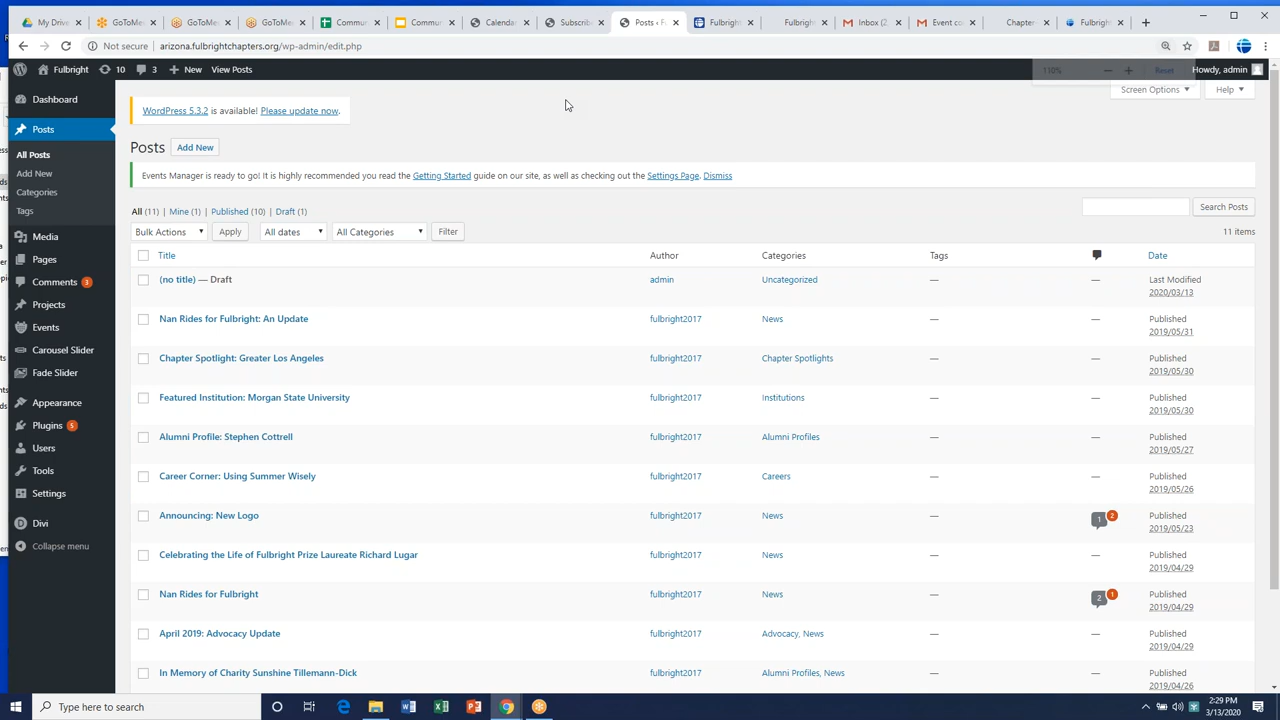 My Drive
GoToMe
GoToMe
GoToMe
Commun
Commun
Calenda
Subscrib
Posts ‹ F
Fulbright
Fulbright
Inbox (2,
Event co
Chapter
Fulbright
Not secure
arizona.fulbrightchapters.org/wp-admin/edit.php
Fulbright 10 3 New View Posts
110%
Reset
Howdy, admin
Screen Options
Help
Dashboard
Posts
All Posts
Add New
Categories
Tags
Media
Pages
Comments 3
Projects
Events
Carousel Slider
Fade Slider
Appearance
Plugins 5
Users
Tools
Settings
Divi
Collapse menu
WordPress 5.3.2 is available! Please update now.
Posts Add New
Events Manager is ready to go! It is highly recommended you read the Getting Started guide on our site, as well as checking out the Settings Page. Dismiss
All (11) | Mine (1) | Published (10) | Draft (1)
Search Posts
Bulk Actions Apply All dates All Categories Filter
11 items
Title Author Categories Tags Date
(no title) — Draft admin Uncategorized — — Last Modified
2020/03/13
Nan Rides for Fulbright: An Update fulbright2017 News — — Published
2019/05/31
Chapter Spotlight: Greater Los Angeles fulbright2017 Chapter Spotlights — — Published
2019/05/30
Featured Institution: Morgan State University fulbright2017 Institutions — — Published
2019/05/30
Alumni Profile: Stephen Cottrell fulbright2017 Alumni Profiles — — Published
2019/05/27
Career Corner: Using Summer Wisely fulbright2017 Careers — — Published
2019/05/26
Announcing: New Logo fulbright2017 News — 1 2 Published
2019/05/23
Celebrating the Life of Fulbright Prize Laureate Richard Lugar fulbright2017 News — — Published
2019/04/29
Nan Rides for Fulbright fulbright2017 News — 2 1 Published
2019/04/29
April 2019: Advocacy Update fulbright2017 Advocacy, News — — Published
2019/04/29
In Memory of Charity Sunshine Tillemann-Dick fulbright2017 Alumni Profiles, News — — Published
2019/04/26
Type here to search
2:29 PM
3/13/2020